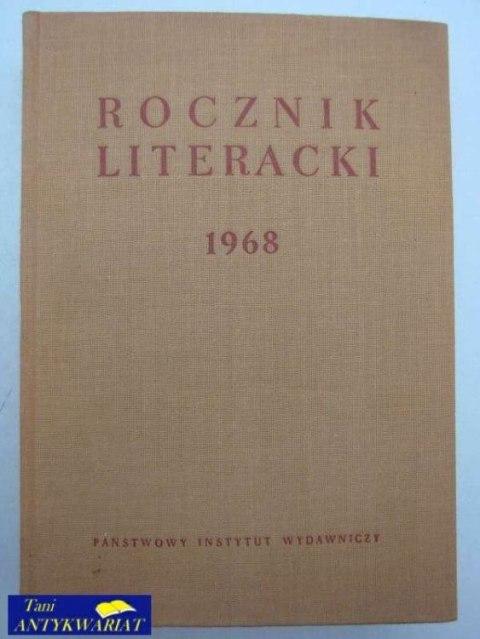 ROCZNIK
LITERACKI
1968
PAŃSTWOWY INSTYTUT WYDAWNICZY
Tani
ANTYKWARIAT